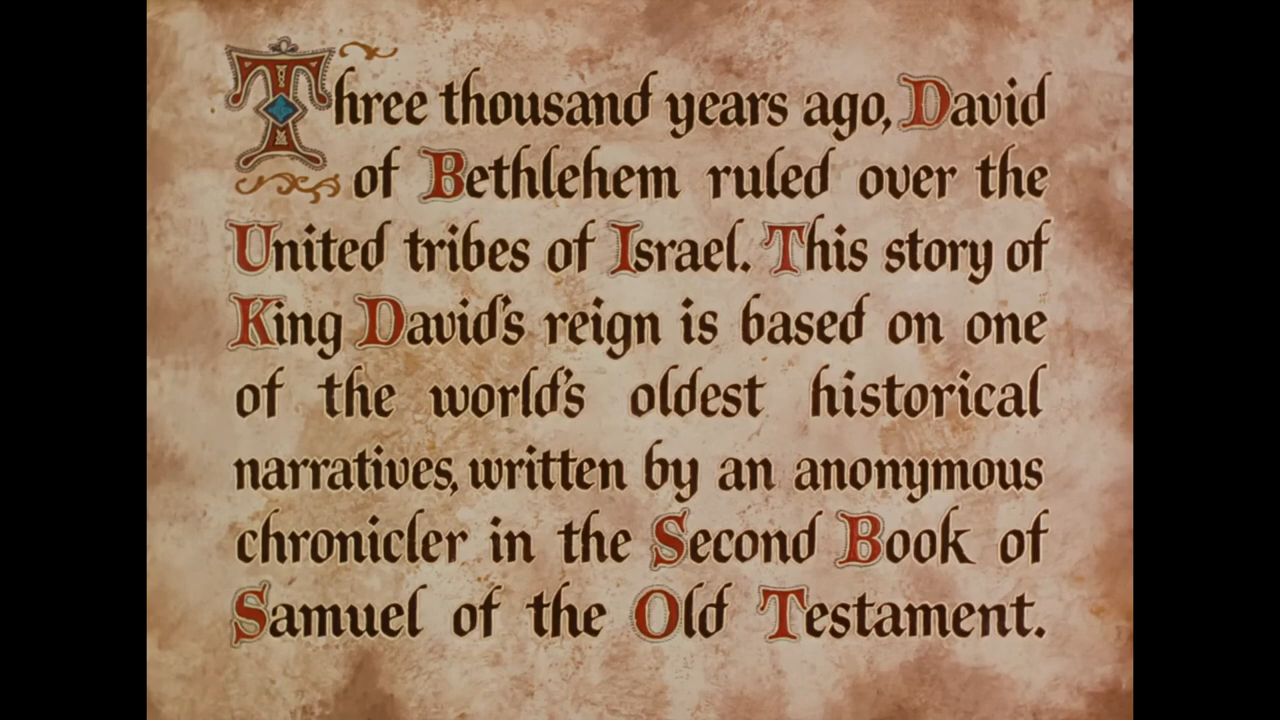 Three thousand years ago, David
of Bethlehem ruled over the
United tribes of Israel. This story of
King David's reign is based on one
of the world's oldest historical
narratives, written by an anonymous
chronicler in the Second Book of
Samuel of the Old Testament.